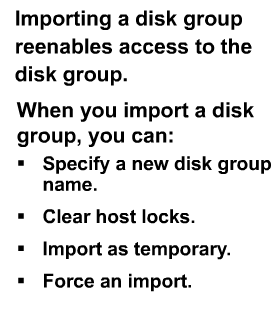 Importing a disk group
reenables access to the
disk group.
When you import a disk
group, you can:
▪ Specify a new disk group
name.
▪ Clear host locks.
▪ Import as temporary.
▪ Force an import.